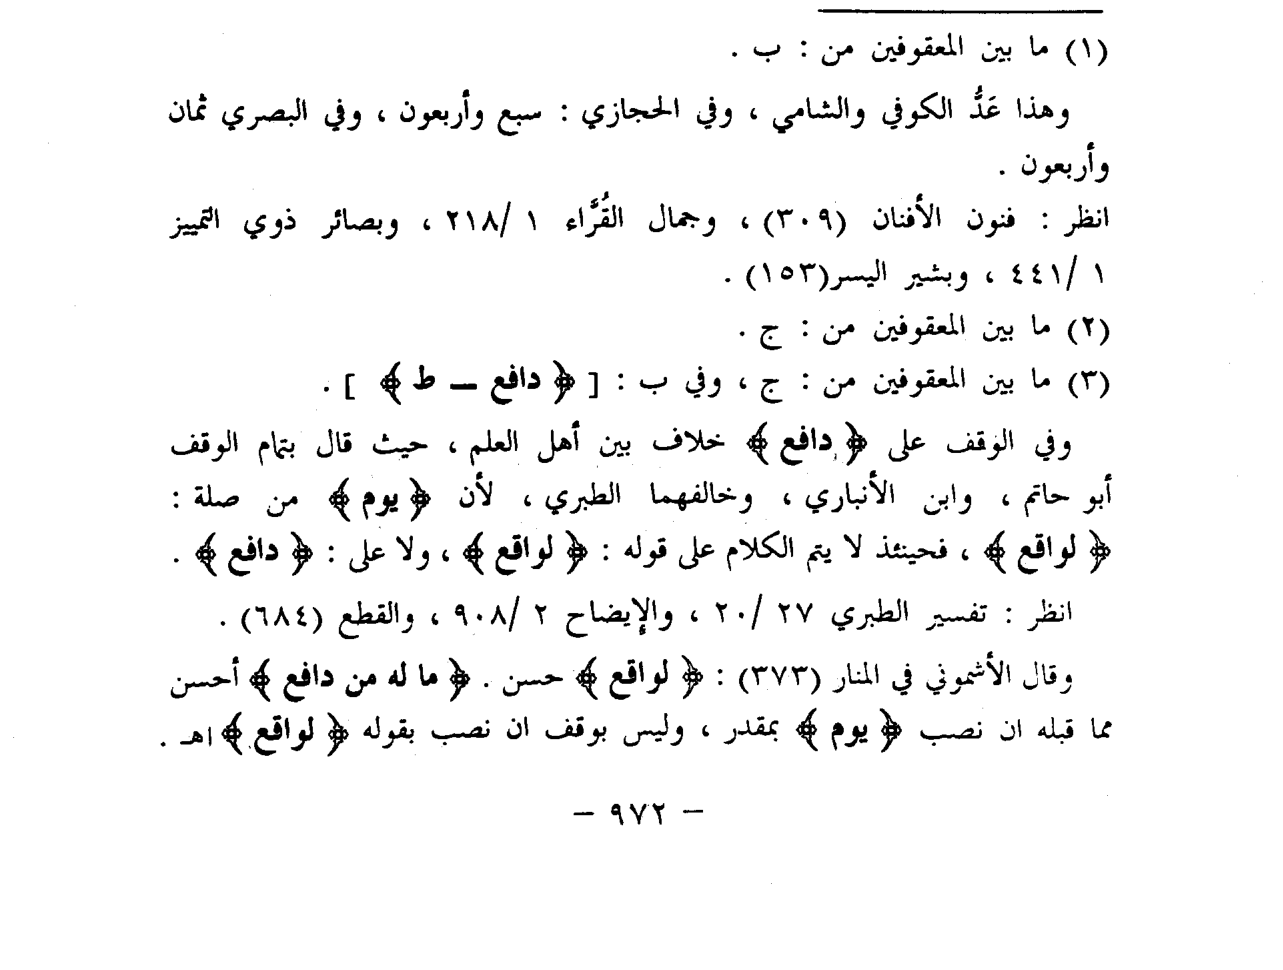 (١) ما بين المعقوفين من : ب .
وهذا عَدُّ الكوفي والشامي ، وفي الحجازي : سبع وأربعون ، وفي البصري ثمان
وأربعون .
انظر : فنون الأفنان (٣٠٩) ، وجمال القُرَّاء ١ /٢١٨ ، وبصائر ذوي التمييز
١ /٤٤١ ، وبشير اليسر(١٥٣) .
(٢) ما بين المعقوفين من : ج .
(٣) ما بين المعقوفين من : ج ، وفي ب : [ ﴿ دافع ــ ط ﴾ ] .
وفي الوقف على ﴿ دافع ﴾ خلاف بين أهل العلم ، حيث قال بتمام الوقف
أبو حاتم ، وابن الأنباري ، وخالفهما الطبري ، لأن ﴿ يوم ﴾ من صلة :
﴿ لواقع ﴾ ، فحينئذ لا يتم الكلام على قوله : ﴿ لواقع ﴾ ، ولا على : ﴿ دافع ﴾ .
انظر : تفسير الطبري ٢٧ /٢٠ ، والإيضاح ٢ /٩٠٨ ، والقطع (٦٨٤) .
وقال الأشموني في المنار (٣٧٣) : ﴿ لواقع ﴾ حسن . ﴿ ما له من دافع ﴾ أحسن
مما قبله ان نصب ﴿ يوم ﴾ بمقدر ، وليس بوقف ان نصب بقوله ﴿ لواقع ﴾ اهـ .
– ٩٧٢ –